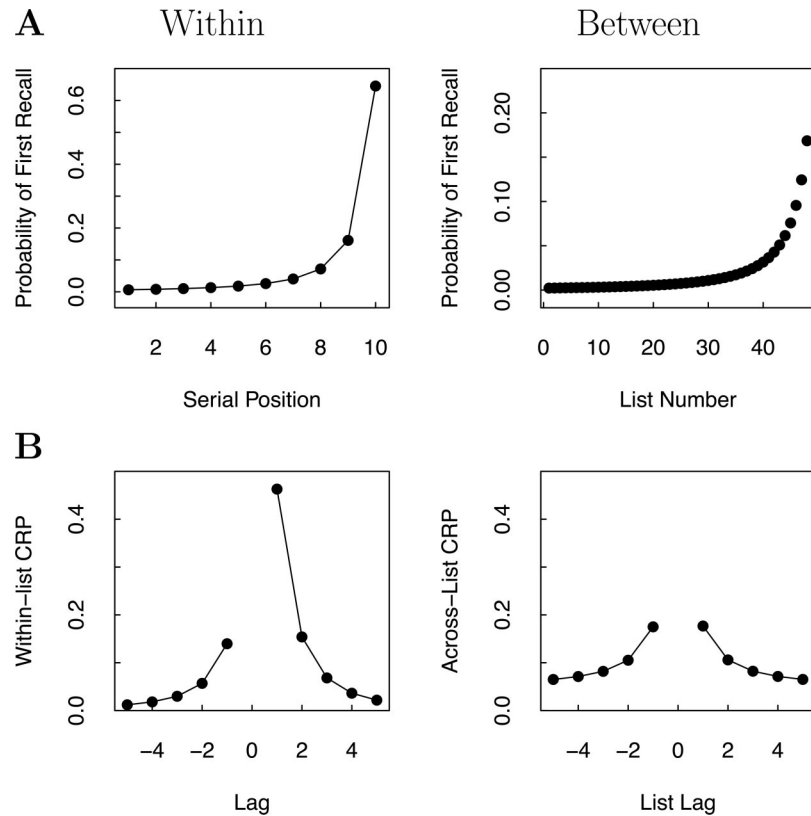 A Within Between
Probability of First Recall
0.0 0.2 0.4 0.6
2 4 6 8 10
Serial Position
Probability of First Recall
0.00 0.10 0.20
0 10 20 30 40
List Number
B
Within−list CRP
0.0 0.2 0.4
−4 −2 0 2 4
Lag
Across−List CRP
0.0 0.2 0.4
−4 −2 0 2 4
List Lag